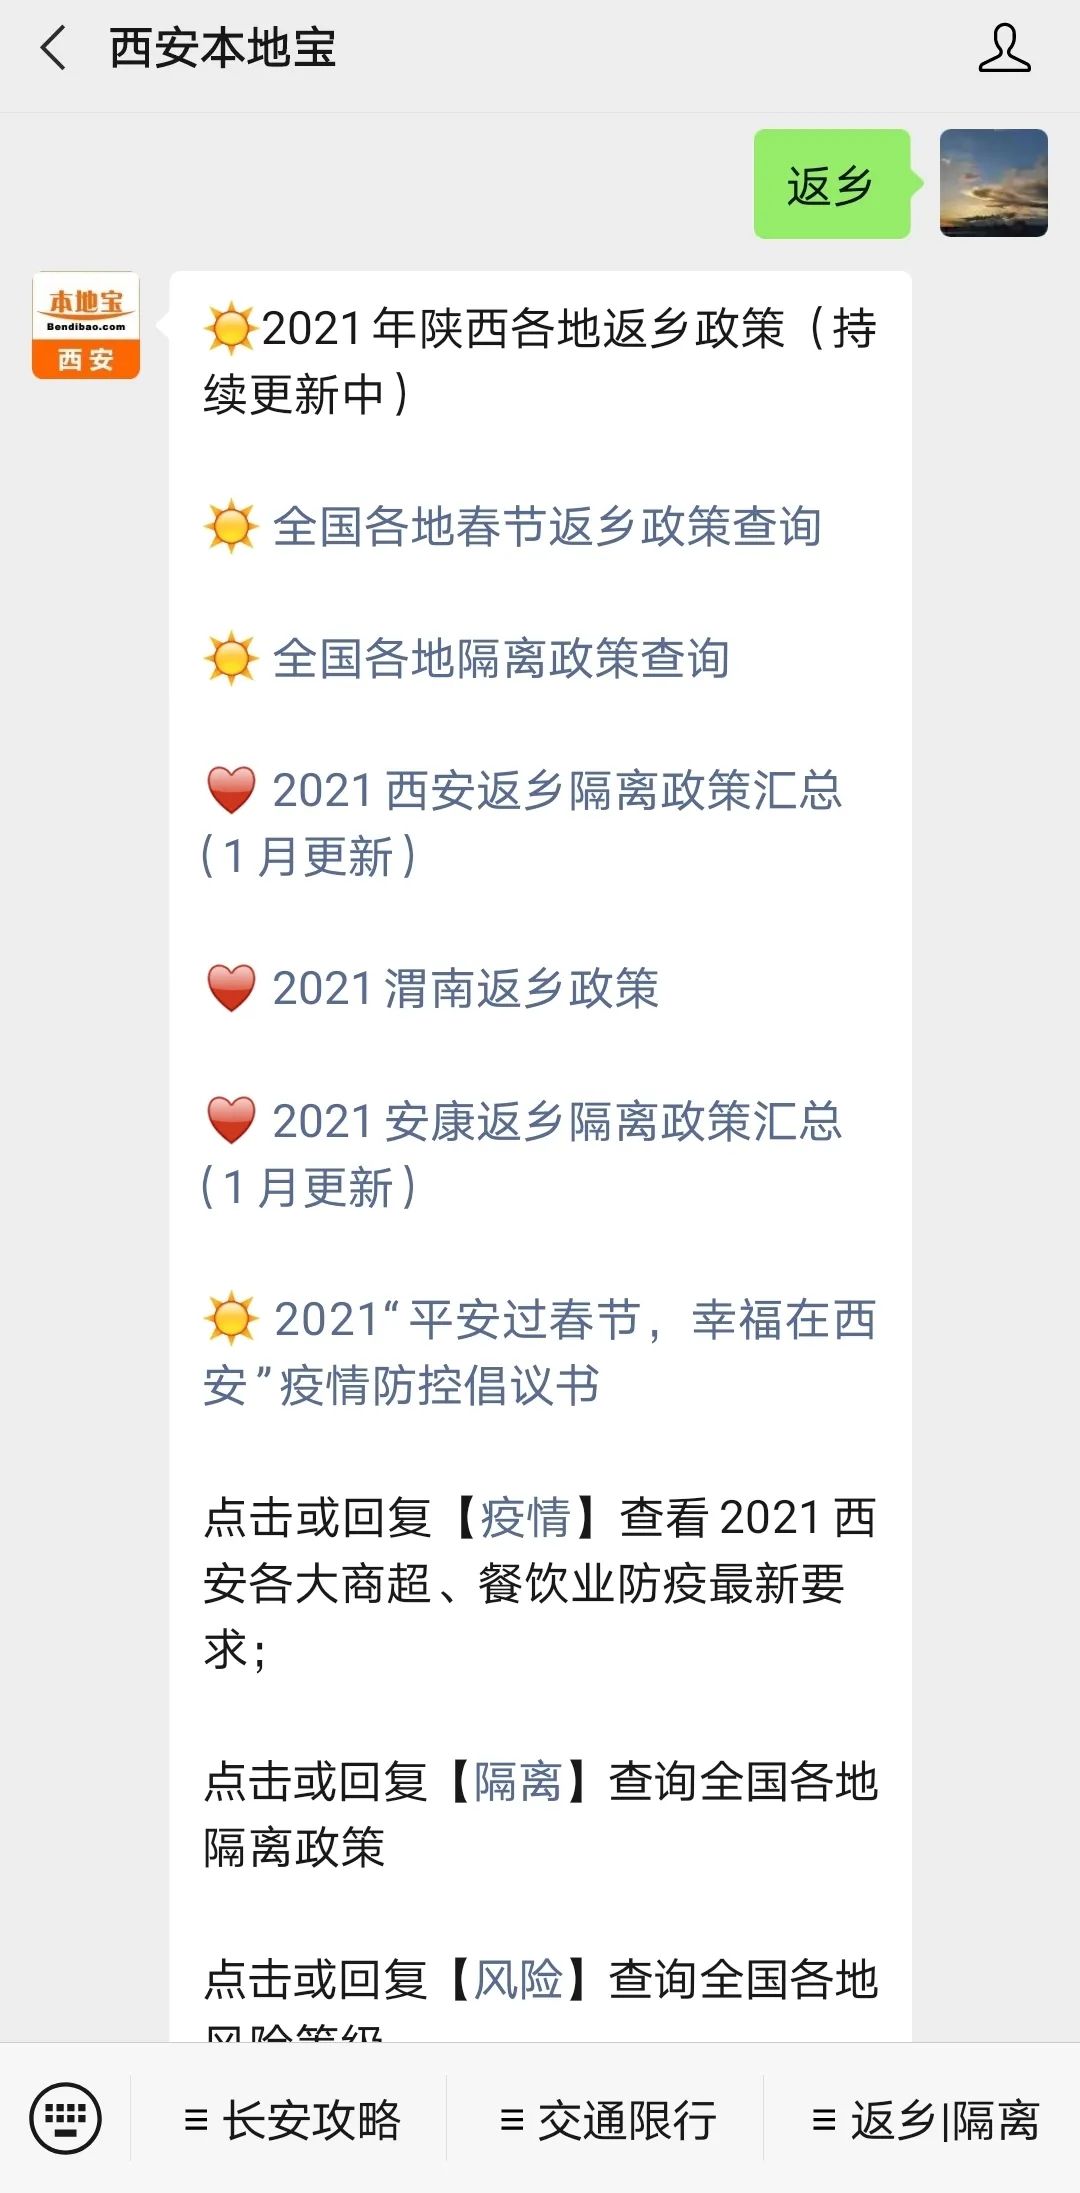 西安本地宝
返乡
本地宝
Bendibao.com
西安
2021年陕西各地返乡政策（持
续更新中）
全国各地春节返乡政策查询
全国各地隔离政策查询
2021西安返乡隔离政策汇总
（1月更新）
2021渭南返乡政策
2021安康返乡隔离政策汇总
（1月更新）
2021“平安过春节，幸福在西
安”疫情防控倡议书
点击或回复【疫情】查看2021西
安各大商超、餐饮业防疫最新要
求；
点击或回复【隔离】查询全国各地
隔离政策
点击或回复【风险】查询全国各地
风险等级
长安攻略
交通限行
返乡|隔离